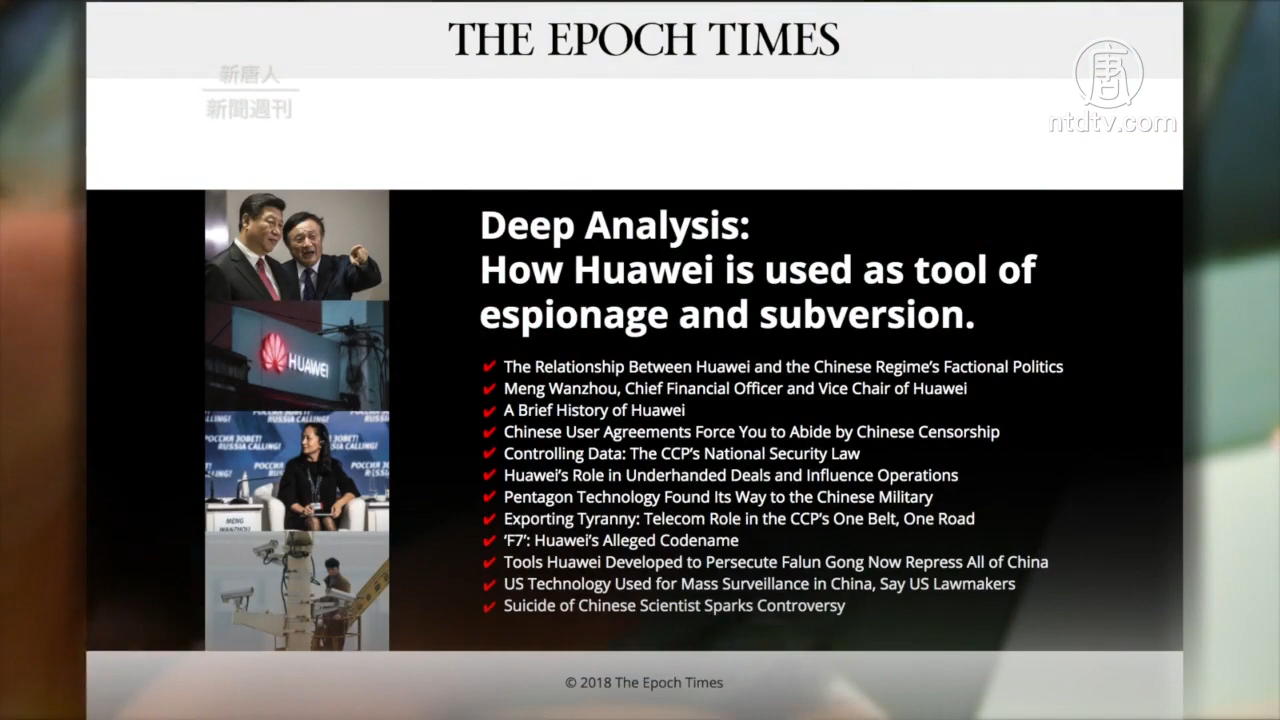 THE EPOCH TIMES
新唐人
新聞週刊
唐
ntdtv.com
Deep Analysis:
How Huawei is used as tool of
espionage and subversion.
HUAWEI
✔ The Relationship Between Huawei and the Chinese Regime’s Factional Politics
✔ Meng Wanzhou, Chief Financial Officer and Vice Chair of Huawei
✔ A Brief History of Huawei
✔ Chinese User Agreements Force You to Abide by Chinese Censorship
✔ Controlling Data: The CCP’s National Security Law
✔ Huawei’s Role in Underhanded Deals and Influence Operations
✔ Pentagon Technology Found Its Way to the Chinese Military
✔ Exporting Tyranny: Telecom Role in the CCP’s One Belt, One Road
✔ ‘F7’: Huawei’s Alleged Codename
✔ Tools Huawei Developed to Persecute Falun Gong Now Repress All of China
✔ US Technology Used for Mass Surveillance in China, Say US Lawmakers
✔ Suicide of Chinese Scientist Sparks Controversy
РОССИЯ ЗОВЕТ!
RUSSIA CALLING!
MENG
WANZHOU
© 2018 The Epoch Times